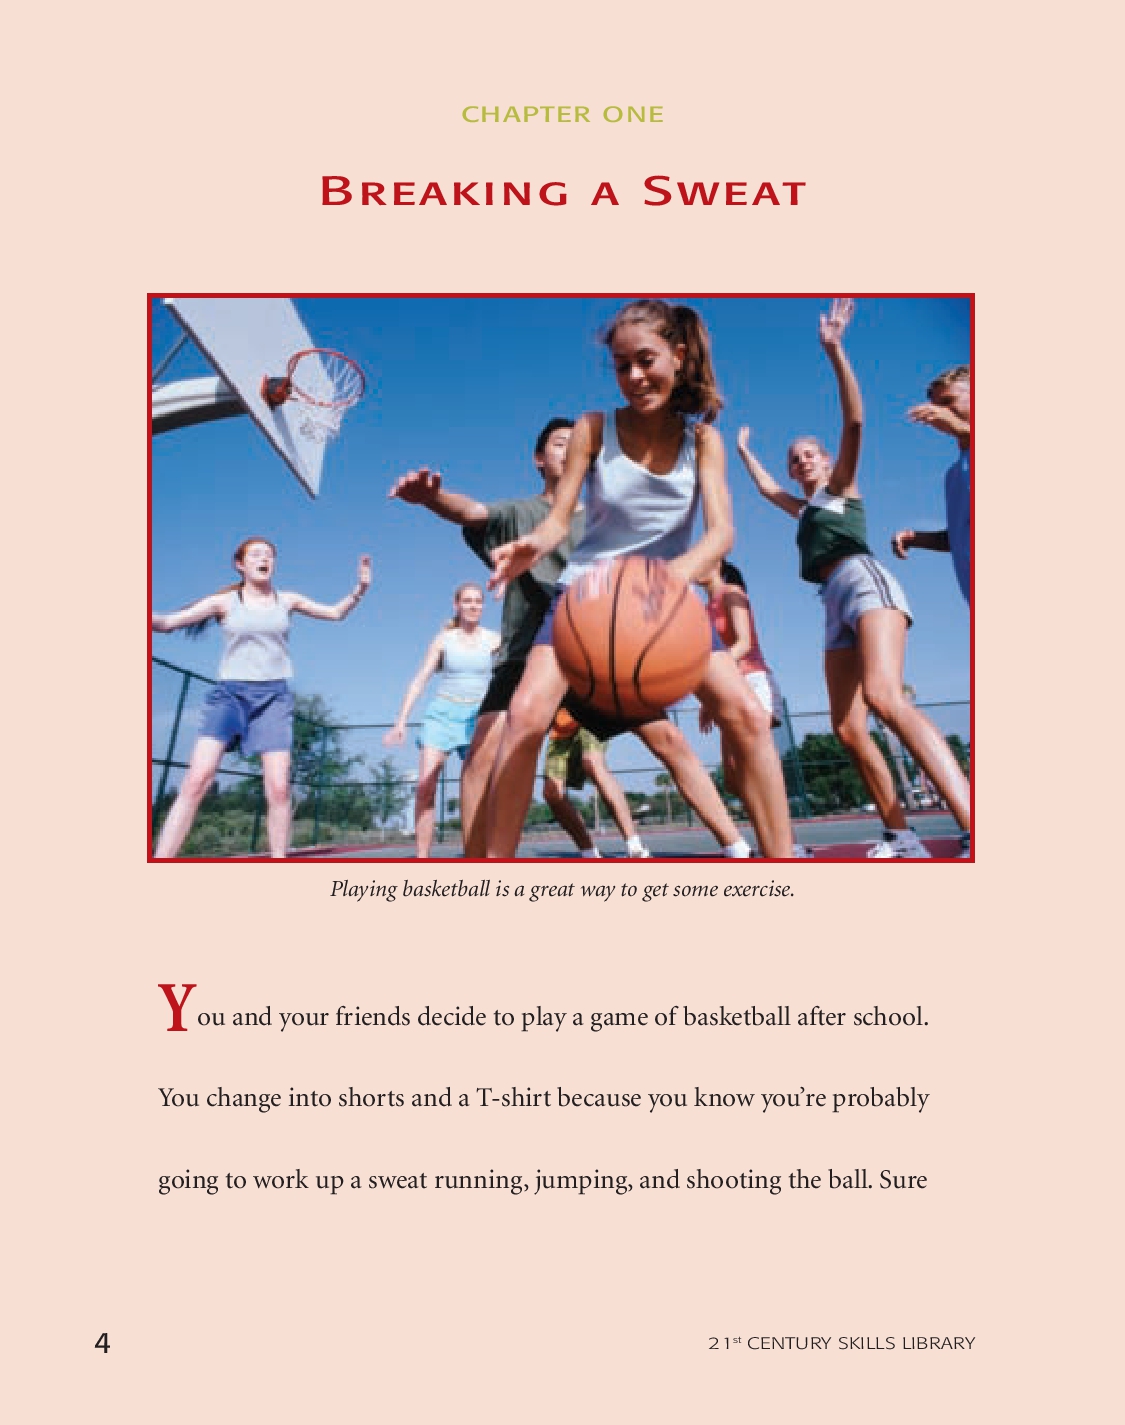 CHAPTER ONE
BREAKING A SWEAT
Playing basketball is a great way to get some exercise.
You and your friends decide to play a game of basketball after school.
You change into shorts and a T-shirt because you know you’re probably
going to work up a sweat running, jumping, and shooting the ball. Sure
4
21st CENTURY SKILLS LIBRARY